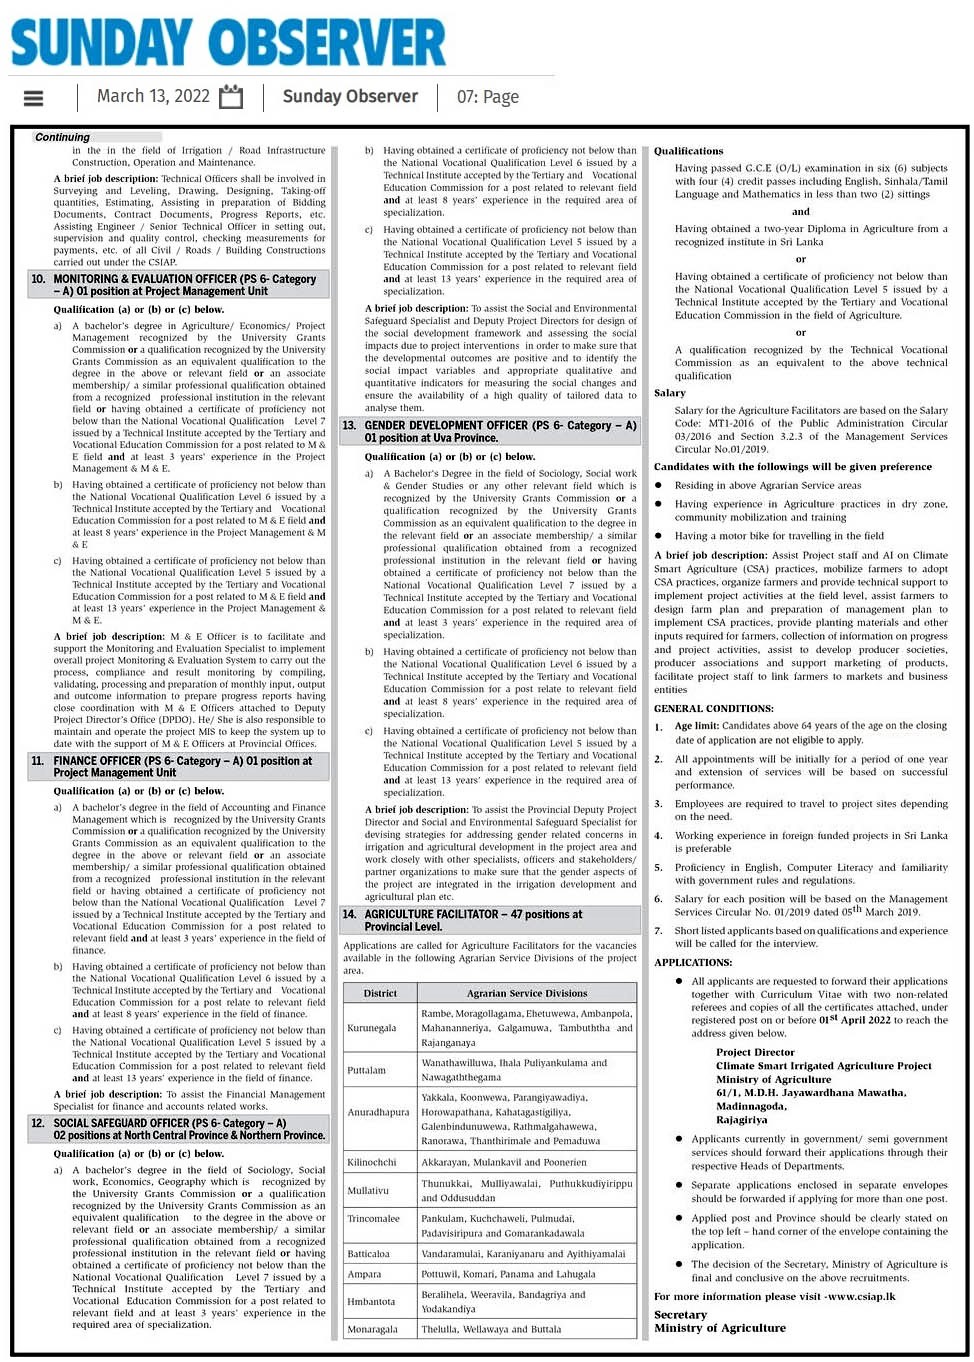 SUNDAY OBSERVER
March 13, 2022
Sunday Observer
07: Page
Continuing
in the in the field of Irrigation / Road Infrastructure
Construction, Operation and Maintenance.
A brief job description: Technical Officers shall be involved in
Surveying and Leveling, Drawing, Designing, Taking-off
quantities, Estimating, Assisting in preparation of Bidding
Documents, Contract Documents, Progress Reports, etc.
Assisting Engineer / Senior Technical Officer in setting out,
supervision and quality control, checking measurements for
payments, etc. of all Civil / Roads / Building Constructions
carried out under the CSIAP.
10. MONITORING & EVALUATION OFFICER (PS 6- Category
– A) 01 position at Project Management Unit
Qualification (a) or (b) or (c) below.
a) A bachelor's degree in Agriculture/ Economics/ Project
Management recognized by the University Grants
Commission or a qualification recognized by the University
Grants Commission as an equivalent qualification to the
degree in the above or relevant field or an associate
membership/ a similar professional qualification obtained
from a recognized professional institution in the relevant
field or having obtained a certificate of proficiency not
below than the National Vocational Qualification Level 7
issued by a Technical Institute accepted by the Tertiary and
Vocational Education Commission for a post related to M &
E field and at least 3 years' experience in the Project
Management & M & E.
b) Having obtained a certificate of proficiency not below than
the National Vocational Qualification Level 6 issued by a
Technical Institute accepted by the Tertiary and Vocational
Education Commission for a post related to M & E field and
at least 8 years' experience in the Project Management & M
& E
c) Having obtained a certificate of proficiency not below than
the National Vocational Qualification Level 5 issued by a
Technical Institute accepted by the Tertiary and Vocational
Education Commission for a post related to M & E field and
at least 13 years' experience in the Project Management &
M & E.
A brief job description: M & E Officer is to facilitate and
support the Monitoring and Evaluation Specialist to implement
overall project Monitoring & Evaluation System to carry out the
process, compliance and result monitoring by compiling,
validating, processing and preparation of monthly input, output
and outcome information to prepare progress reports having
close coordination with M & E Officers attached to Deputy
Project Director's Office (DPDO). He/ She is also responsible to
maintain and operate the project MIS to keep the system up to
date with the support of M & E Officers at Provincial Offices.
11. FINANCE OFFICER (PS 6- Category – A) 01 position at
Project Management Unit
Qualification (a) or (b) or (c) below.
a) A bachelor's degree in the field of Accounting and Finance
Management which is recognized by the University Grants
Commission or a qualification recognized by the University
Grants Commission as an equivalent qualification to the
degree in the above or relevant field or an associate
membership/ a similar professional qualification obtained
from a recognized professional institution in the relevant
field or having obtained a certificate of proficiency not
below than the National Vocational Qualification Level 7
issued by a Technical Institute accepted by the Tertiary and
Vocational Education Commission for a post related to
relevant field and at least 3 years' experience in the field of
finance.
b) Having obtained a certificate of proficiency not below than
the National Vocational Qualification Level 6 issued by a
Technical Institute accepted by the Tertiary and Vocational
Education Commission for a post relate to relevant field
and at least 8 years' experience in the field of finance.
c) Having obtained a certificate of proficiency not below than
the National Vocational Qualification Level 5 issued by a
Technical Institute accepted by the Tertiary and Vocational
Education Commission for a post related to relevant field
and at least 13 years' experience in the field of finance.
A brief job description: To assist the Financial Management
Specialist for finance and accounts related works.
12. SOCIAL SAFEGUARD OFFICER (PS 6- Category – A)
02 positions at North Central Province & Northern Province.
Qualification (a) or (b) or (c) below.
a) A bachelor's degree in the field of Sociology, Social
work, Economics, Geography which is recognized by
the University Grants Commission or a qualification
recognized by the University Grants Commission as an
equivalent qualification to the degree in the above or
relevant field or an associate membership/ a similar
professional qualification obtained from a recognized
professional institution in the relevant field or having
obtained a certificate of proficiency not below than the
National Vocational Qualification Level 7 issued by a
Technical Institute accepted by the Tertiary and
Vocational Education Commission for a post related to
relevant field and at least 3 years' experience in the
required area of specialization.
b) Having obtained a certificate of proficiency not below than
the National Vocational Qualification Level 6 issued by a
Technical Institute accepted by the Tertiary and Vocational
Education Commission for a post related to relevant field
and at least 8 years' experience in the required area of
specialization.
c) Having obtained a certificate of proficiency not below than
the National Vocational Qualification Level 5 issued by a
Technical Institute accepted by the Tertiary and Vocational
Education Commission for a post related to relevant field
and at least 13 years' experience in the required area of
specialization.
A brief job description: To assist the Social and Environmental
Safeguard Specialist and Deputy Project Directors for design of
the social development framework and assessing the social
impacts due to project interventions in order to make sure that
the developmental outcomes are positive and to identify the
social impact variables and appropriate qualitative and
quantitative indicators for measuring the social changes and
ensure the availability of a high quality of tailored data to
analyse them.
13. GENDER DEVELOPMENT OFFICER (PS 6- Category – A)
01 position at Uva Province.
Qualification (a) or (b) or (c) below.
a) A Bachelor's Degree in the field of Sociology, Social work
& Gender Studies or any other relevant field which is
recognized by the University Grants Commission or a
qualification recognized by the University Grants
Commission as an equivalent qualification to the degree in
the relevant field or an associate membership/ a similar
professional qualification obtained from a recognized
professional institution in the relevant field or having
obtained a certificate of proficiency not below than the
National Vocational Qualification Level 7 issued by a
Technical Institute accepted by the Tertiary and Vocational
Education Commission for a post related to relevant field
and at least 3 years' experience in the required area of
specialization.
b) Having obtained a certificate of proficiency not below than
the National Vocational Qualification Level 6 issued by a
Technical Institute accepted by the Tertiary and Vocational
Education Commission for a post relate to relevant field
and at least 8 years' experience in the required area of
specialization.
c) Having obtained a certificate of proficiency not below than
the National Vocational Qualification Level 5 issued by a
Technical Institute accepted by the Tertiary and Vocational
Education Commission for a post related to relevant field
and at least 13 years' experience in the required area of
specialization.
A brief job description: To assist the Provincial Deputy Project
Director and Social and Environmental Safeguard Specialist for
devising strategies for addressing gender related concerns in
irrigation and agricultural development in the project area and
work closely with other specialists, officers and stakeholders/
partner organizations to make sure that the gender aspects of
the project are integrated in the irrigation development and
agricultural plan etc.
14. AGRICULTURE FACILITATOR – 47 positions at
Provincial Level.
Applications are called for Agriculture Facilitators for the vacancies
available in the following Agrarian Service Divisions of the project
area.
District Agrarian Service Divisions
Kurunegala Rambe, Moragollagama, Ehetuwewa, Ambanpola,
Mahananneriya, Galgamuwa, Tambuththa and
Rajanganaya
Puttalam Wanathawilluwa, Ihala Puliyankulama and
Nawagaththegama
Anuradhapura Yakkala, Koonwewa, Parangiyawadiya,
Horowapathana, Kahatagastigiliya,
Galenbindunuwewa, Rathmalgahawewa,
Ranorawa, Thanthirimale and Pemaduwa
Kilinochchi Akkarayan, Mulankavil and Poonerien
Mullativu Thunukkai, Mulliyawalai, Puthukkudiyirippu
and Oddusuddan
Trincomalee Pankulam, Kuchchaweli, Pulmudai,
Padavisiripura and Gomarankadawala
Batticaloa Vandaramulai, Karaniyanaru and Ayithiyamalai
Ampara Pottuwil, Komari, Panama and Lahugala
Hmbantota Beralihela, Weeravila, Bandagriya and
Yodakandiya
Monaragala Thelulla, Wellawaya and Buttala
Qualifications
Having passed G.C.E (O/L) examination in six (6) subjects
with four (4) credit passes including English, Sinhala/Tamil
Language and Mathematics in less than two (2) sittings
and
Having obtained a two-year Diploma in Agriculture from a
recognized institute in Sri Lanka
or
Having obtained a certificate of proficiency not below than
the National Vocational Qualification Level 5 issued by a
Technical Institute accepted by the Tertiary and Vocational
Education Commission in the field of Agriculture.
or
A qualification recognized by the Technical Vocational
Commission as an equivalent to the above technical
qualification
Salary
Salary for the Agriculture Facilitators are based on the Salary
Code: MT1-2016 of the Public Administration Circular
03/2016 and Section 3.2.3 of the Management Services
Circular No.01/2019.
Candidates with the followings will be given preference
● Residing in above Agrarian Service areas
● Having experience in Agriculture practices in dry zone,
community mobilization and training
● Having a motor bike for travelling in the field
A brief job description: Assist Project staff and AI on Climate
Smart Agriculture (CSA) practices, mobilize farmers to adopt
CSA practices, organize farmers and provide technical support to
implement project activities at the field level, assist farmers to
design farm plan and preparation of management plan to
implement CSA practices, provide planting materials and other
inputs required for farmers, collection of information on progress
and project activities, assist to develop producer societies,
producer associations and support marketing of products,
facilitate project staff to link farmers to markets and business
entities
GENERAL CONDITIONS:
1. Age limit: Candidates above 64 years of the age on the closing
date of application are not eligible to apply.
2. All appointments will be initially for a period of one year
and extension of services will be based on successful
performance.
3. Employees are required to travel to project sites depending
on the need.
4. Working experience in foreign funded projects in Sri Lanka
is preferable
5. Proficiency in English, Computer Literacy and familiarity
with government rules and regulations.
6. Salary for each position will be based on the Management
Services Circular No. 01/2019 dated 05th March 2019.
7. Short listed applicants based on qualifications and experience
will be called for the interview.
APPLICATIONS:
● All applicants are requested to forward their applications
together with Curriculum Vitae with two non-related
referees and copies of all the certificates attached, under
registered post on or before 01st April 2022 to reach the
address given below.
Project Director
Climate Smart Irrigated Agriculture Project
Ministry of Agriculture
61/1, M.D.H. Jayawardhana Mawatha,
Madinnagoda,
Rajagiriya
● Applicants currently in government/ semi government
services should forward their applications through their
respective Heads of Departments.
● Separate applications enclosed in separate envelopes
should be forwarded if applying for more than one post.
● Applied post and Province should be clearly stated on
the top left – hand corner of the envelope containing the
application.
● The decision of the Secretary, Ministry of Agriculture is
final and conclusive on the above recruitments.
For more information please visit -www.csiap.lk
Secretary
Ministry of Agriculture